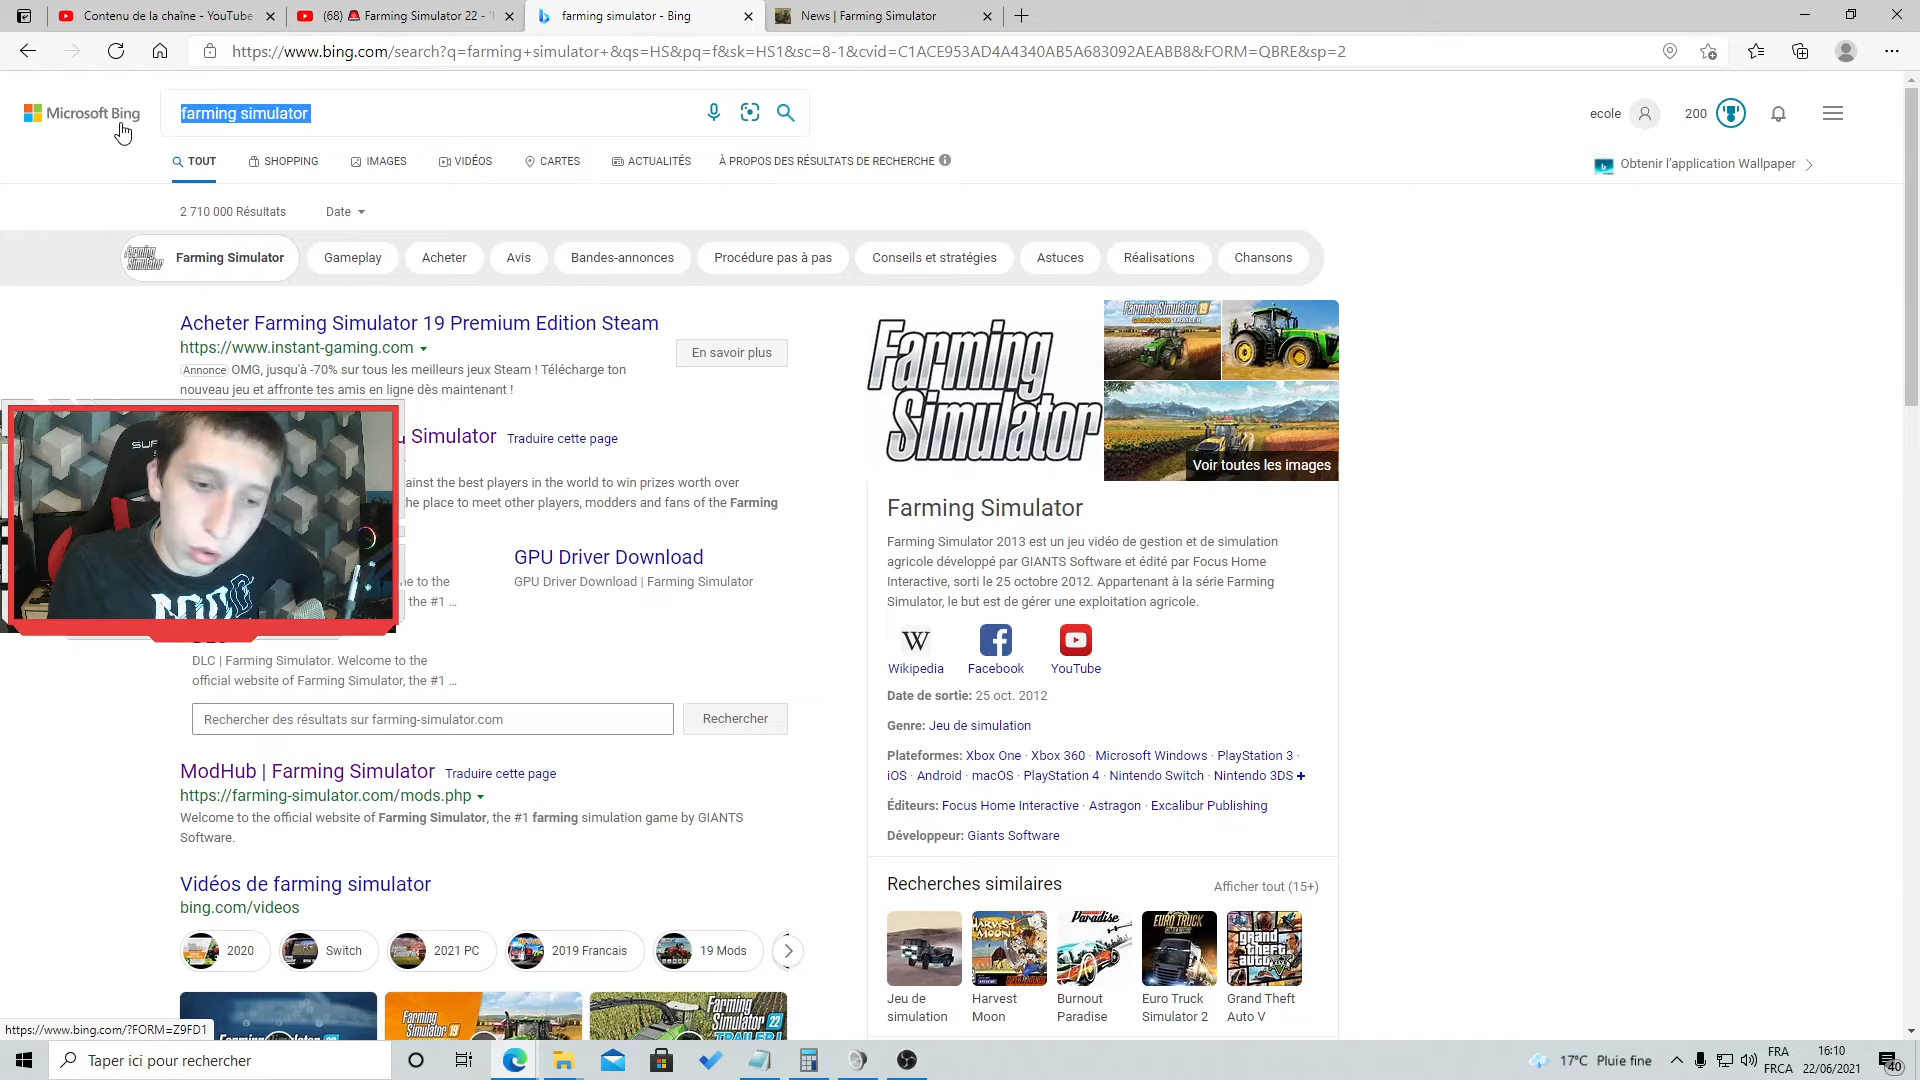 Contenu de la chaîne - YouTube
(68) 🚨 Farming Simulator 22 - '
farming simulator - Bing
News | Farming Simulator
https://www.bing.com/search?q=farming+simulator+&qs=HS&pq=f&sk=HS1&sc=8-1&cvid=C1ACE953AD4A4340AB5A683092AEABB8&FORM=QBRE&sp=2
Microsoft Bing
farming simulator
ecole
200
TOUT
SHOPPING
IMAGES
VIDÉOS
CARTES
ACTUALITÉS
À PROPOS DES RÉSULTATS DE RECHERCHE
Obtenir l'application Wallpaper
2 710 000 Résultats
Date
Farming Simulator
Gameplay
Acheter
Avis
Bandes-annonces
Procédure pas à pas
Conseils et stratégies
Astuces
Réalisations
Chansons
Acheter Farming Simulator 19 Premium Edition Steam
https://www.instant-gaming.com
Annonce OMG, jusqu'à -70% sur tous les meilleurs jeux Steam ! Télécharge ton
nouveau jeu et affronte tes amis en ligne dès maintenant !
En savoir plus
Simulator Traduire cette page
ainst the best players in the world to win prizes worth over
he place to meet other players, modders and fans of the Farming
GPU Driver Download
GPU Driver Download | Farming Simulator
e to the
the #1 ...
DLC | Farming Simulator. Welcome to the
official website of Farming Simulator, the #1 ...
Rechercher des résultats sur farming-simulator.com
Rechercher
ModHub | Farming Simulator Traduire cette page
https://farming-simulator.com/mods.php
Welcome to the official website of Farming Simulator, the #1 farming simulation game by GIANTS
Software.
Vidéos de farming simulator
bing.com/videos
2020
Switch
2021 PC
2019 Francais
19 Mods
Farming
Simulator
Voir toutes les images
Farming Simulator
Farming Simulator 2013 est un jeu vidéo de gestion et de simulation
agricole développé par GIANTS Software et édité par Focus Home
Interactive, sorti le 25 octobre 2012. Appartenant à la série Farming
Simulator, le but est de gérer une exploitation agricole.
W
Wikipedia
Facebook
YouTube
Date de sortie: 25 oct. 2012
Genre: Jeu de simulation
Plateformes: Xbox One · Xbox 360 · Microsoft Windows · PlayStation 3 ·
iOS · Android · macOS · PlayStation 4 · Nintendo Switch · Nintendo 3DS +
Éditeurs: Focus Home Interactive · Astragon · Excalibur Publishing
Développeur: Giants Software
Recherches similaires
Afficher tout (15+)
Jeu de
simulation
Harvest
Moon
Burnout
Paradise
Euro Truck
Simulator 2
Grand Theft
Auto V
https://www.bing.com/?FORM=Z9FD1
Taper ici pour rechercher
17°C Pluie fine
FRA
FRCA
16:10
22/06/2021
40